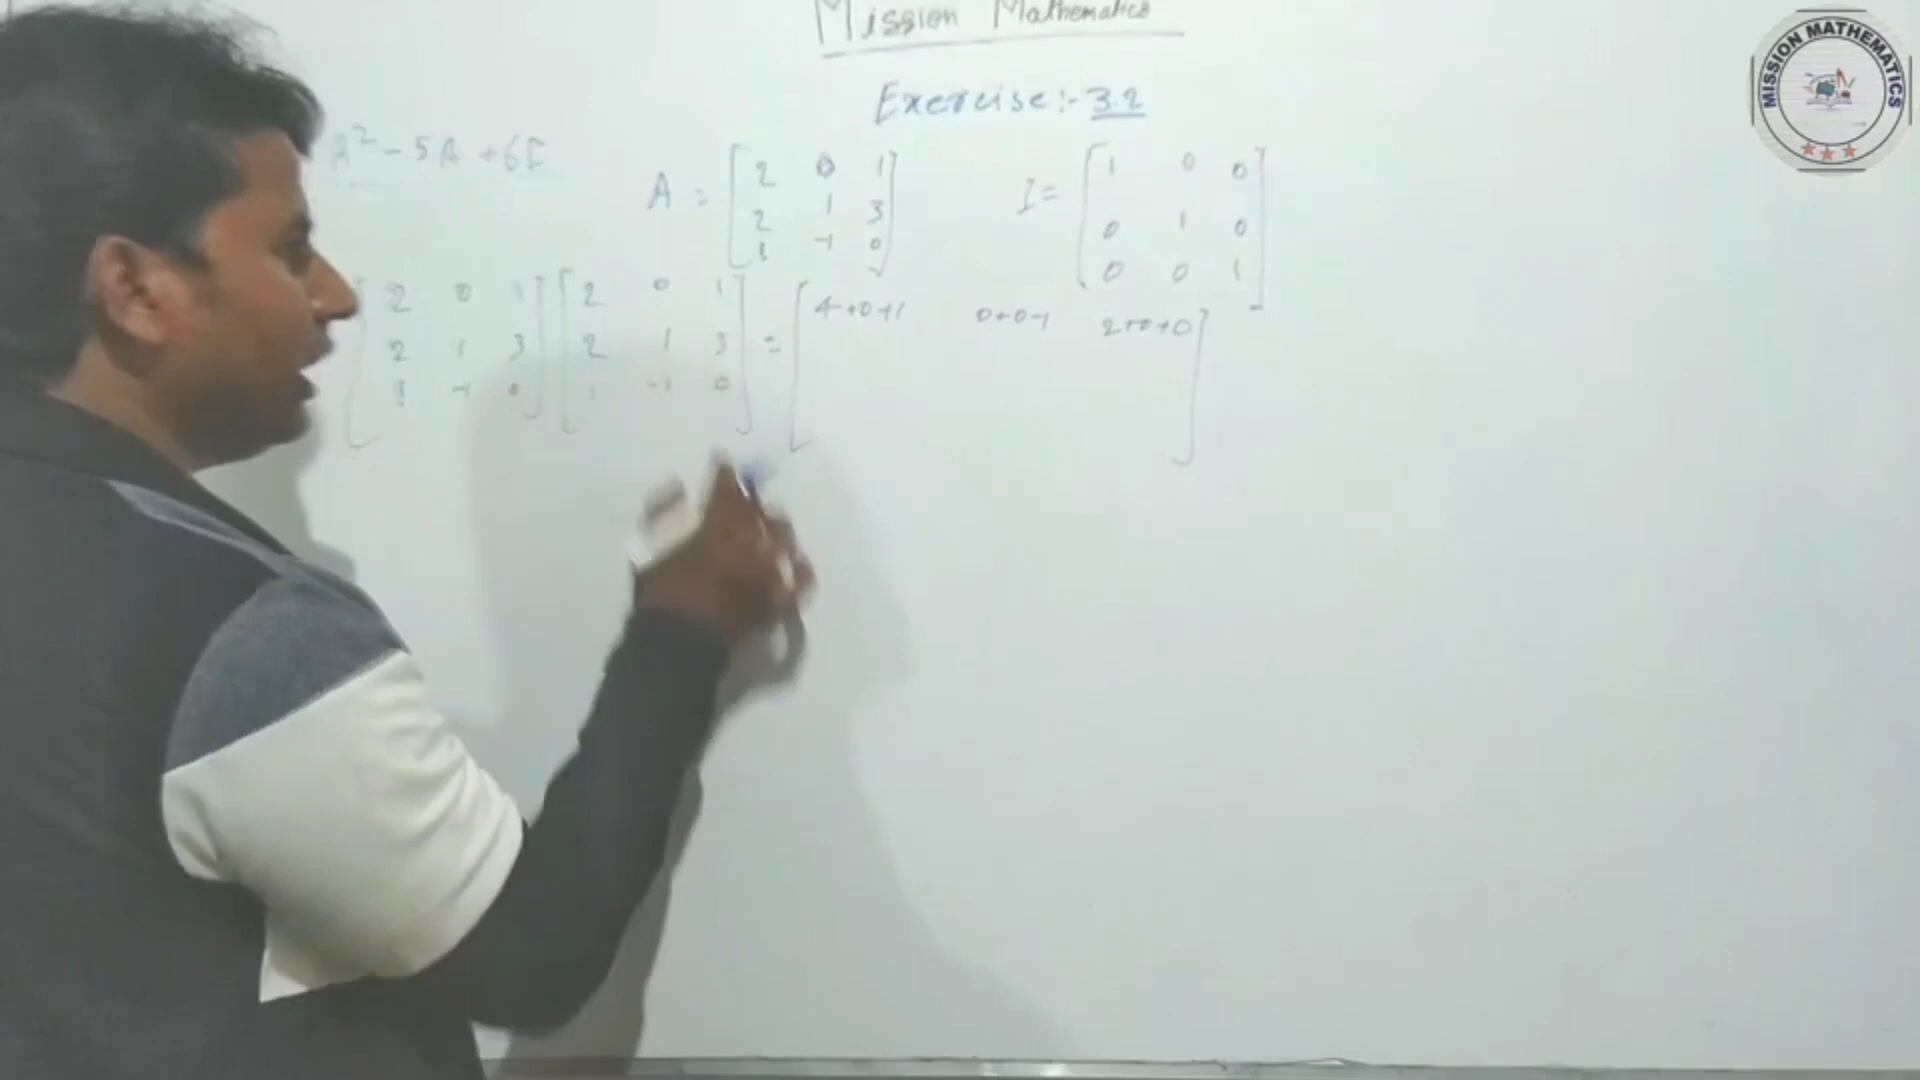 Mission Mathematics
MISSION MATHEMATICS
Exercise:- 3.2
A² - 5A + 6I
A = [2 0 1
2 1 3
1 -1 0]
I = [1 0 0
0 1 0
0 0 1]
[2 0 1] [2 0 1] = [4+0+1 0+0-1 2+0+0]
2 1 3 2 1 3
1 -1 0 1 -1 0